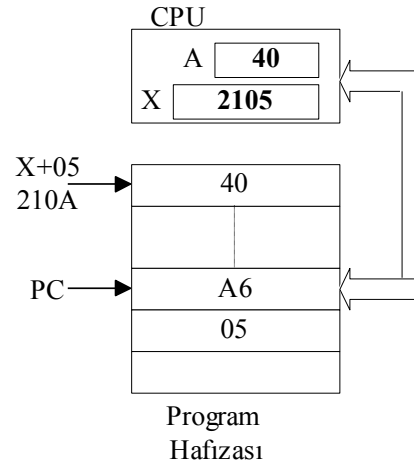 CPU
A 40
X 2105
X+05
210A
40
PC
A6
05
Program
Hafızası